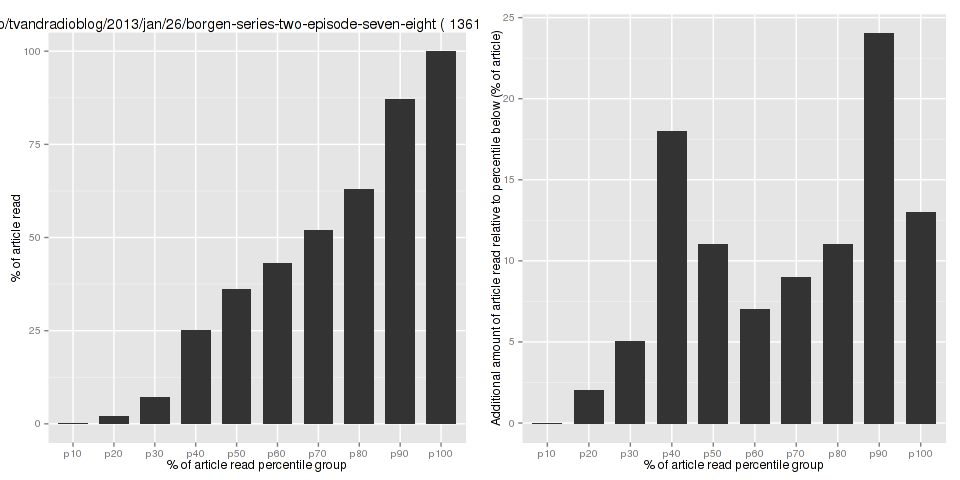 o/tvandradioblog/2013/jan/26/borgen-series-two-episode-seven-eight ( 1361
% of article read
100
75
50
25
0
p10 p20 p30 p40 p50 p60 p70 p80 p90 p100
% of article read percentile group
Additional amount of article read relative to percentile below (% of article)
25
20
15
10
5
0
p10 p20 p30 p40 p50 p60 p70 p80 p90 p100
% of article read percentile group